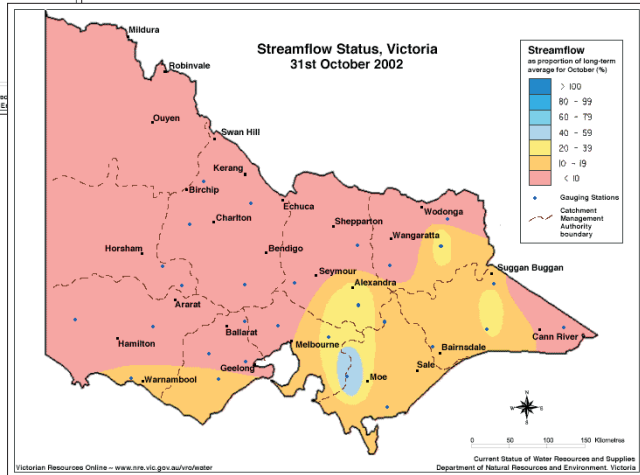 Streamflow Status, Victoria
31st October 2002
Streamflow
as proportion of long-term
average for October (%)
> 100
80 - 99
60 - 79
40 - 59
20 - 39
10 - 19
< 10
Gauging Stations
Catchment
Management
Authority
boundary
Mildura
Robinvale
Ouyen
Swan Hill
Kerang
Birchip
Echuca
Charlton
Shepparton
Wodonga
Wangaratta
Horsham
Bendigo
Seymour
Suggan Buggan
Alexandra
Ararat
Ballarat
Hamilton
Melbourne
Bairnsdale
Cann River
Geelong
Sale
Warnambool
Moe
N
W
E
S
0 50 100 150 Kilometres
Current Status of Water Resources and Supplies
Victorian Resources Online – www.nre.vic.gov.au/vro/water
Department of Natural Resources and Environment, Victoria